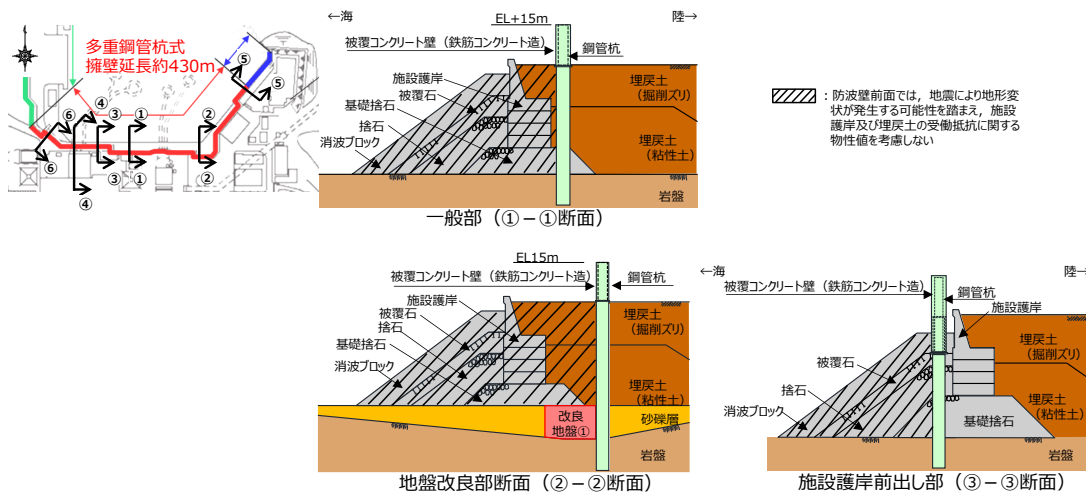 多重鋼管杭式
擁壁延長約430m
⑤
⑤
④
⑥
③
①
②
⑥
③
①
②
④
←海
陸→
EL+15m
被覆コンクリート壁（鉄筋コンクリート造）
鋼管杭
施設護岸
被覆石
基礎捨石
捨石
消波ブロック
埋戻土
（掘削ズリ）
埋戻土
（粘性土）
岩盤
一般部（①－①断面）
：防波壁前面では，地震により地形変
状が発生する可能性を踏まえ，施設
護岸及び埋戻土の受働抵抗に関する
物性値を考慮しない
EL15m
被覆コンクリート壁（鉄筋コンクリート造）
鋼管杭
施設護岸
被覆石
捨石
基礎捨石
消波ブロック
埋戻土
（掘削ズリ）
埋戻土
（粘性土）
改良
地盤①
砂礫層
岩盤
地盤改良部断面（②－②断面）
←海
陸→
被覆コンクリート壁（鉄筋コンクリート造）
鋼管杭
施設護岸
被覆石
捨石
消波ブロック
埋戻土
（掘削ズリ）
埋戻土
（粘性土）
基礎捨石
岩盤
施設護岸前出し部（③－③断面）